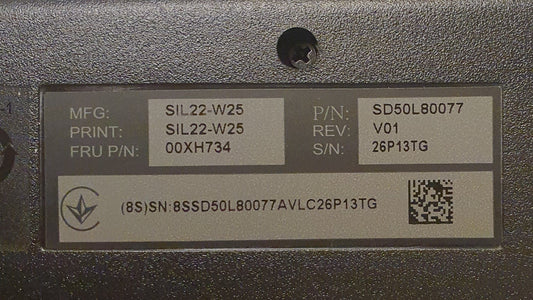 MFG: SIL22-W25 P/N: SD50L80077
PRINT: SIL22-W25 REV: V01
FRU P/N: 00XH734 S/N: 26P13TG
(8S)SN:8SSD50L80077AVLC26P13TG